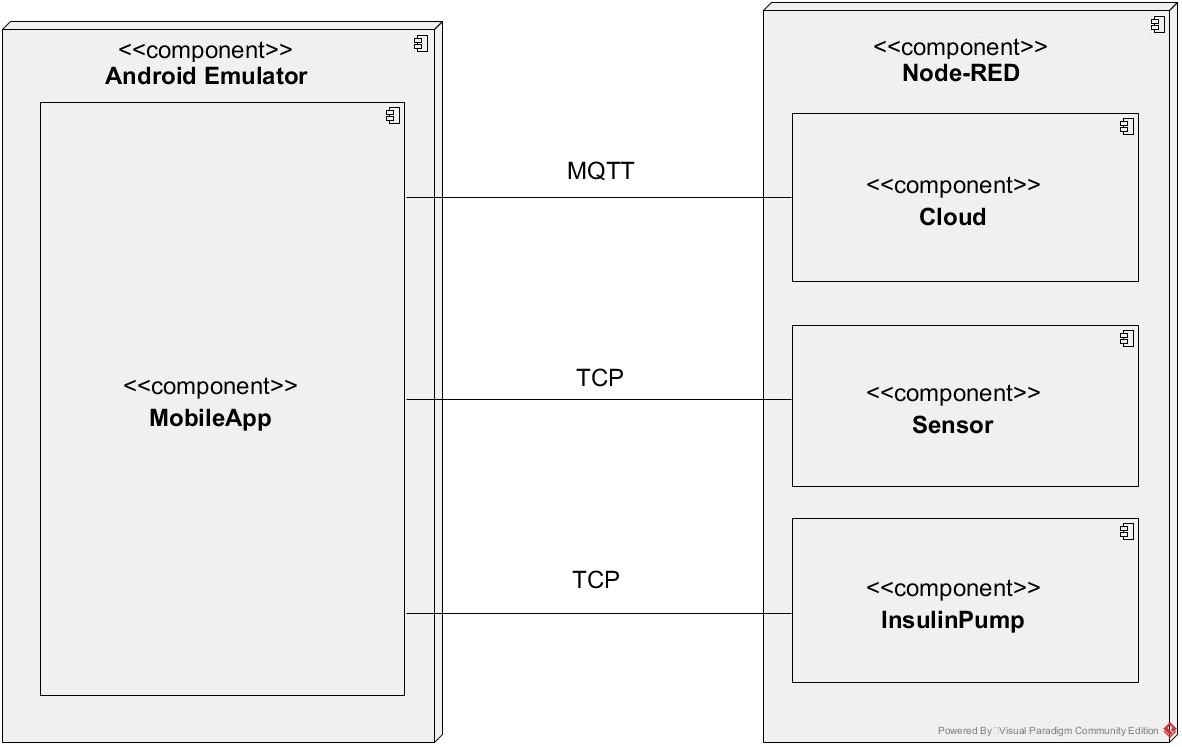 <<component>>
Android Emulator
<<component>>
MobileApp
MQTT
TCP
TCP
<<component>>
Node-RED
<<component>>
Cloud
<<component>>
Sensor
<<component>>
InsulinPump
Powered By Visual Paradigm Community Edition